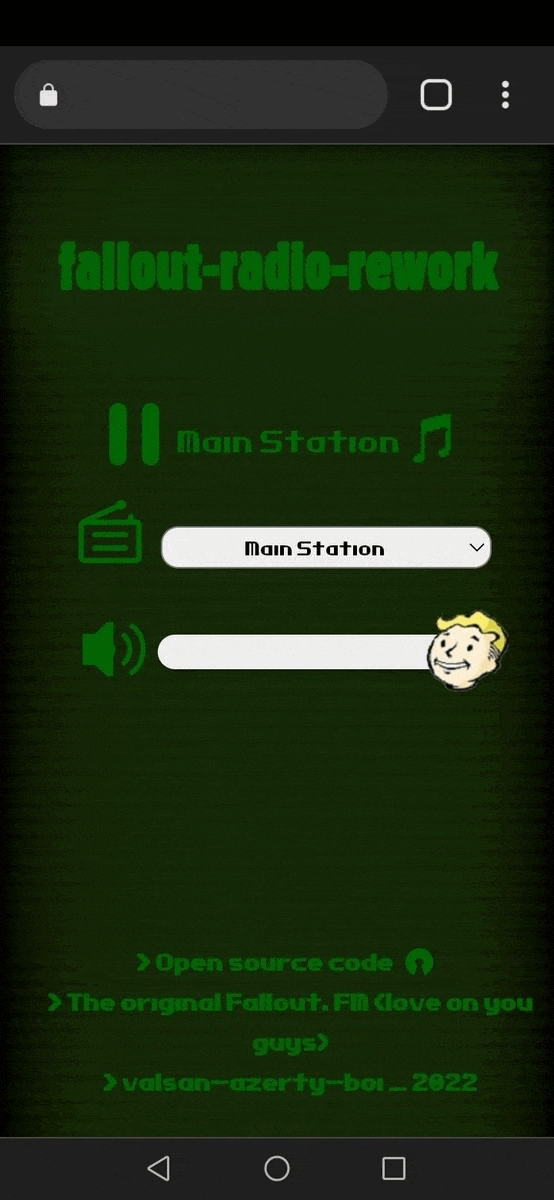 fallout-radio-rework
Main Station
Main Station
> Open source code
> The original Fallout. FM (love on you
guys)
> valsan-azerty-boi _ 2022